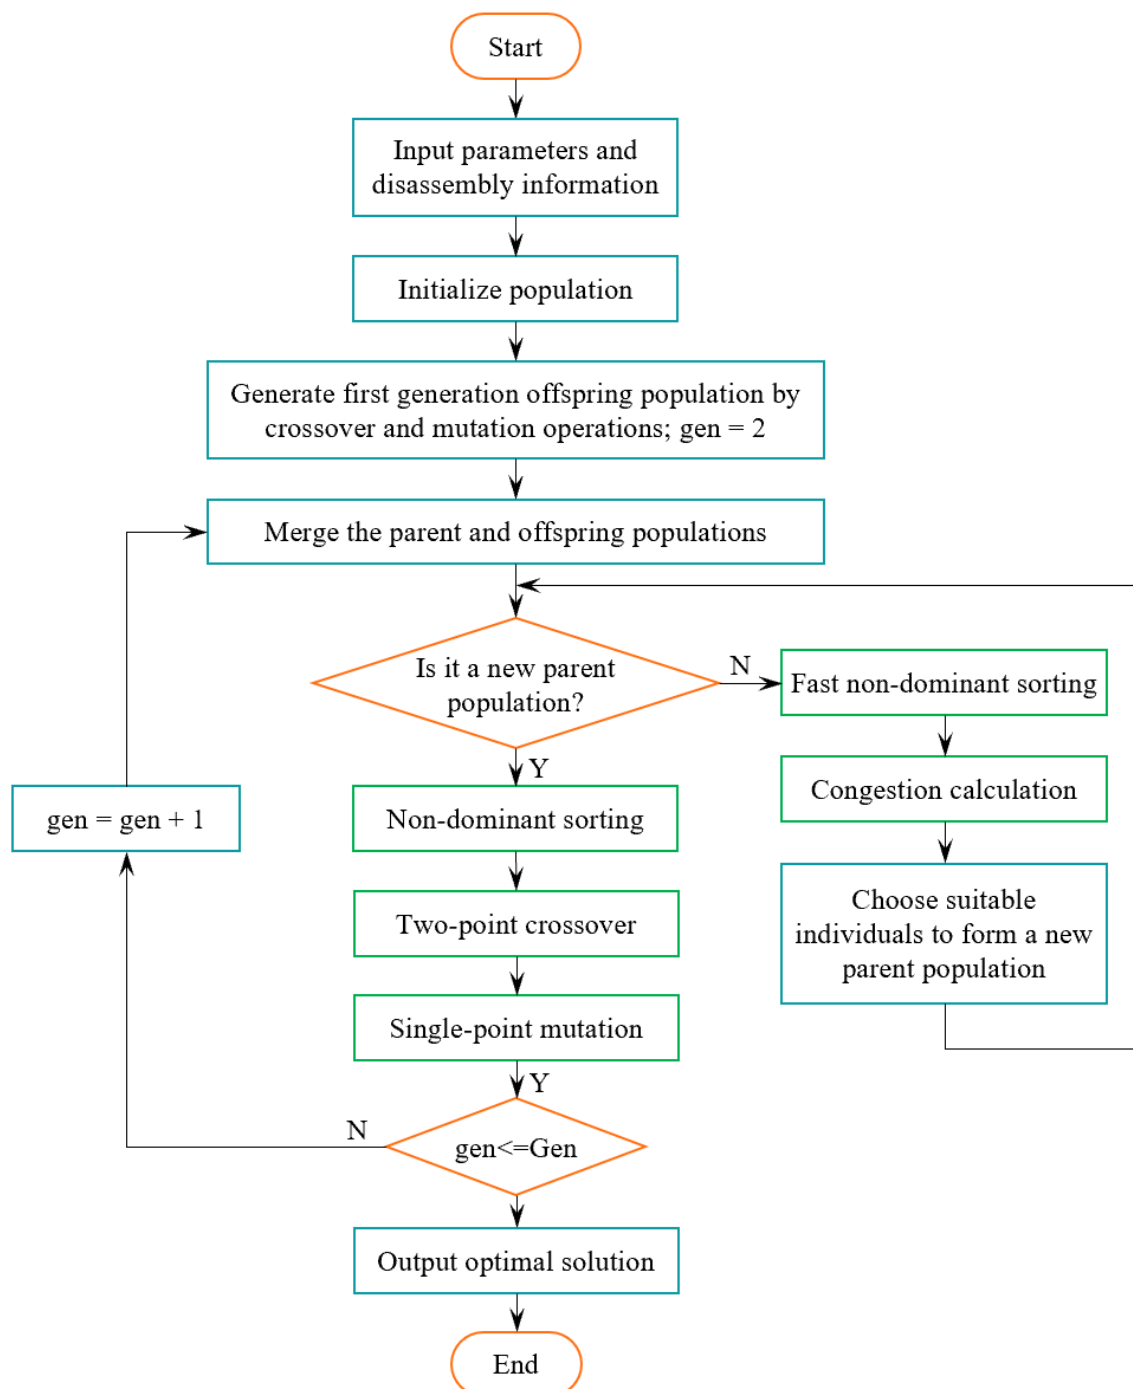 Start
Input parameters and
disassembly information
Initialize population
Generate first generation offspring population by
crossover and mutation operations; gen = 2
Merge the parent and offspring populations
Is it a new parent
population?
N
Fast non-dominant sorting
Y
Congestion calculation
gen = gen + 1
Non-dominant sorting
Choose suitable
individuals to form a new
parent population
Two-point crossover
Single-point mutation
Y
N
gen<=Gen
Output optimal solution
End